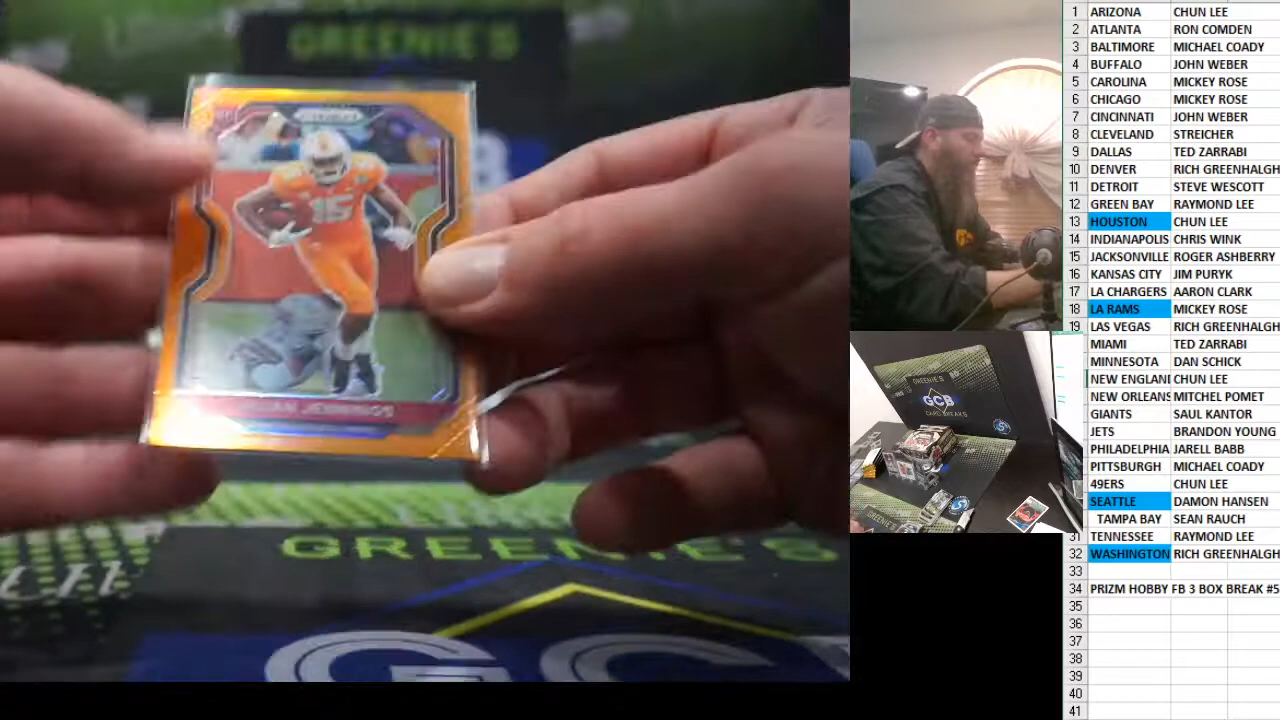 GREENIE'S
PRIZM
15
JENNINGS
GREENIE'S
GCB
GREENIE'S
GCB
CARD BREAKS
1 ARIZONA CHUN LEE
2 ATLANTA RON COMDEN
3 BALTIMORE MICHAEL COADY
4 BUFFALO JOHN WEBER
5 CAROLINA MICKEY ROSE
6 CHICAGO MICKEY ROSE
7 CINCINNATI JOHN WEBER
8 CLEVELAND STREICHER
9 DALLAS TED ZARRABI
10 DENVER RICH GREENHALGH
11 DETROIT STEVE WESCOTT
12 GREEN BAY RAYMOND LEE
13 HOUSTON CHUN LEE
14 INDIANAPOLIS CHRIS WINK
15 JACKSONVILLE ROGER ASHBERRY
16 KANSAS CITY JIM PURYK
17 LA CHARGERS AARON CLARK
18 LA RAMS MICKEY ROSE
19 LAS VEGAS RICH GREENHALGH
MIAMI TED ZARRABI
MINNESOTA DAN SCHICK
NEW ENGLAND CHUN LEE
NEW ORLEANS MITCHEL POMET
GIANTS SAUL KANTOR
JETS BRANDON YOUNG
PHILADELPHIA JARELL BABB
PITTSBURGH MICHAEL COADY
49ERS CHUN LEE
SEATTLE DAMON HANSEN
TAMPA BAY SEAN RAUCH
31 TENNESSEE RAYMOND LEE
32 WASHINGTON RICH GREENHALGH
33
34 PRIZM HOBBY FB 3 BOX BREAK #5
35
36
37
38
39
40
41